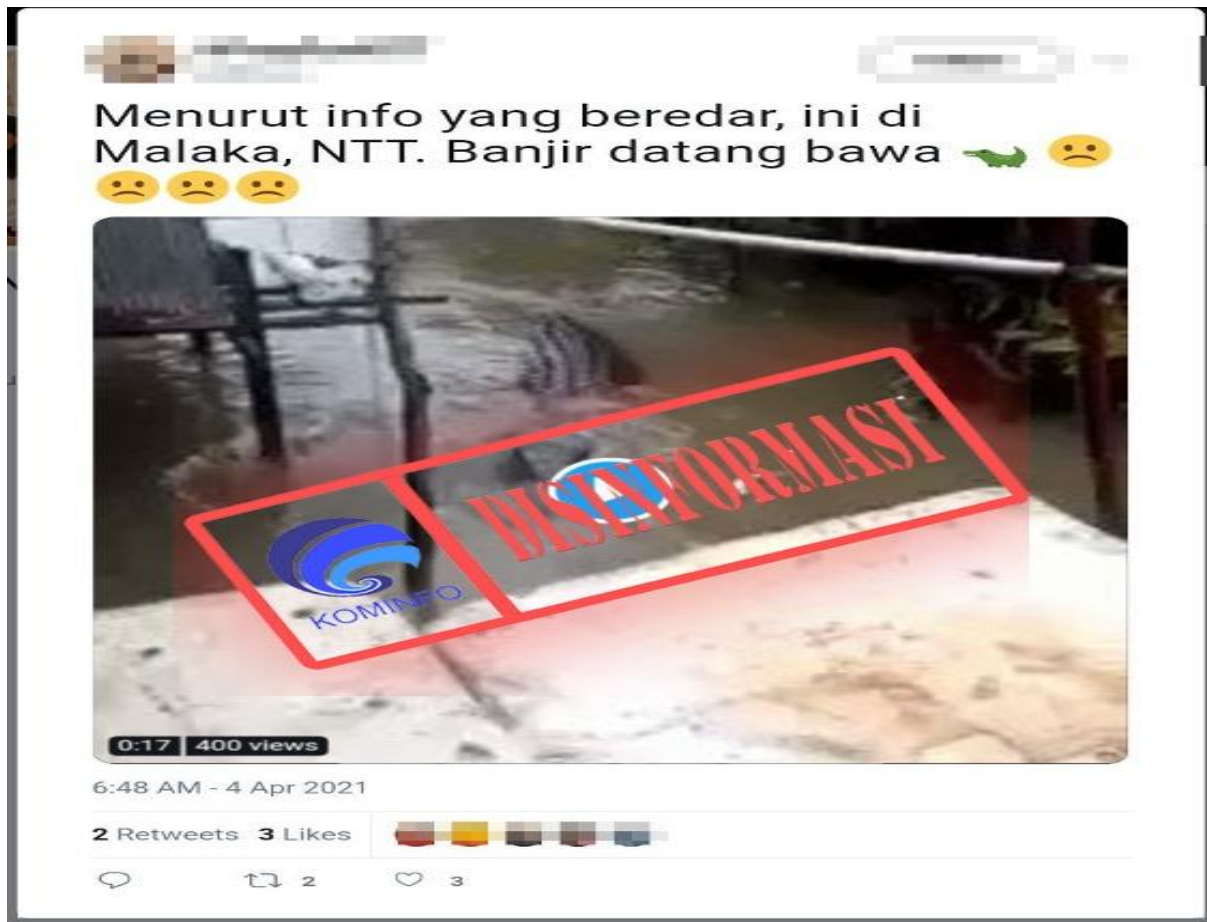 Menurut info yang beredar, ini di
Malaka, NTT. Banjir datang bawa 🐊 🙁
🙁🙁🙁
KOMINFO
DISINFORMASI
0:17 400 views
6:48 AM - 4 Apr 2021
2 Retweets 3 Likes
2 3